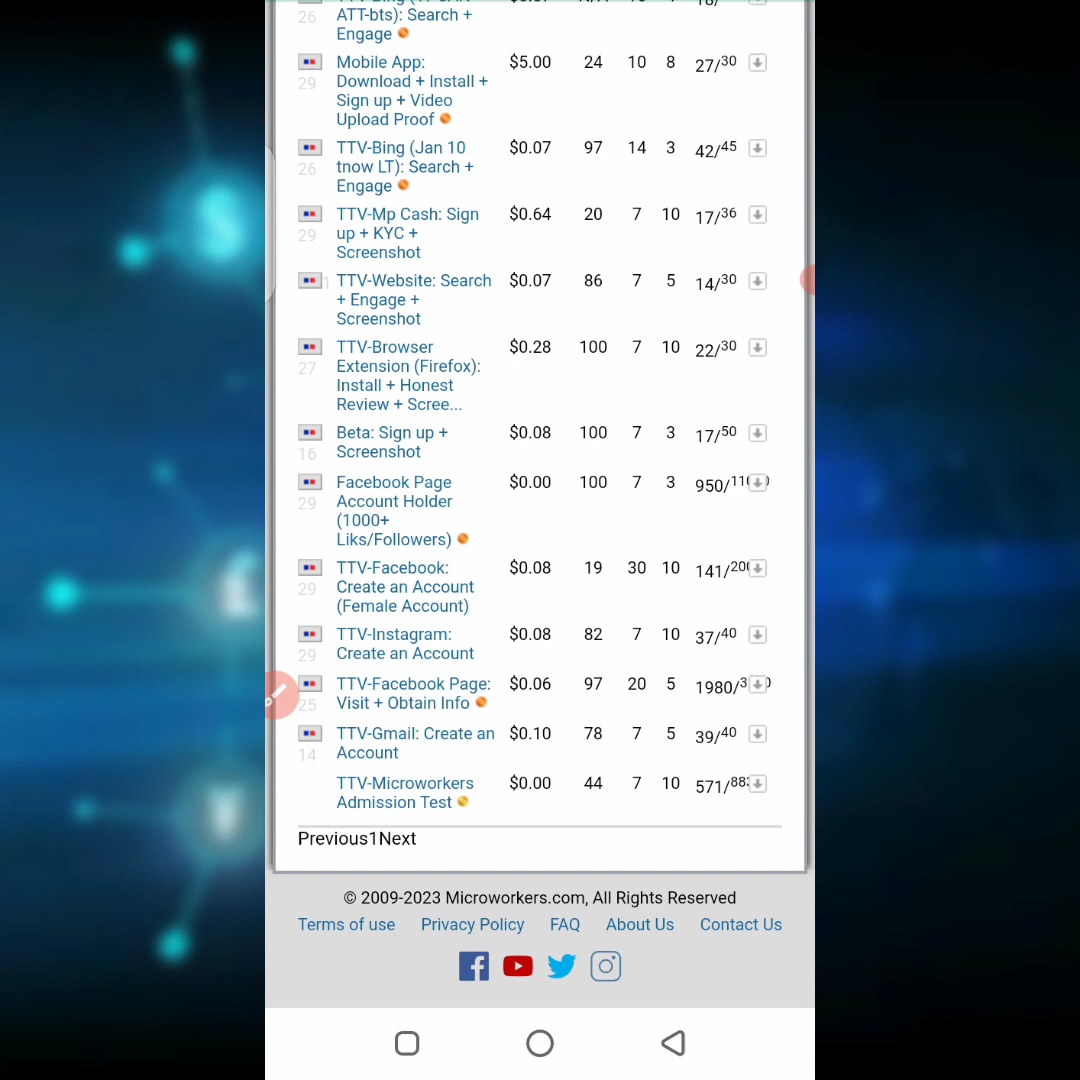 26
ATT-bts): Search +
Engage
Mobile App: $5.00 24 10 8 27/30
29
Download + Install +
Sign up + Video
Upload Proof
TTV-Bing (Jan 10 $0.07 97 14 3 42/45
26
tnow LT): Search +
Engage
TTV-Mp Cash: Sign $0.64 20 7 10 17/36
29
up + KYC +
Screenshot
TTV-Website: Search $0.07 86 7 5 14/30
+ Engage +
Screenshot
TTV-Browser $0.28 100 7 10 22/30
27
Extension (Firefox):
Install + Honest
Review + Scree...
Beta: Sign up + $0.08 100 7 3 17/50
16
Screenshot
Facebook Page $0.00 100 7 3 950/
29
Account Holder
(1000+
Liks/Followers)
TTV-Facebook: $0.08 19 30 10 141/
29
Create an Account
(Female Account)
TTV-Instagram: $0.08 82 7 10 37/40
29
Create an Account
TTV-Facebook Page: $0.06 97 20 5 1980/
25
Visit + Obtain Info
TTV-Gmail: Create an $0.10 78 7 5 39/40
14
Account
TTV-Microworkers $0.00 44 7 10 571/
Admission Test
Previous1Next
© 2009-2023 Microworkers.com, All Rights Reserved
Terms of use Privacy Policy FAQ About Us Contact Us